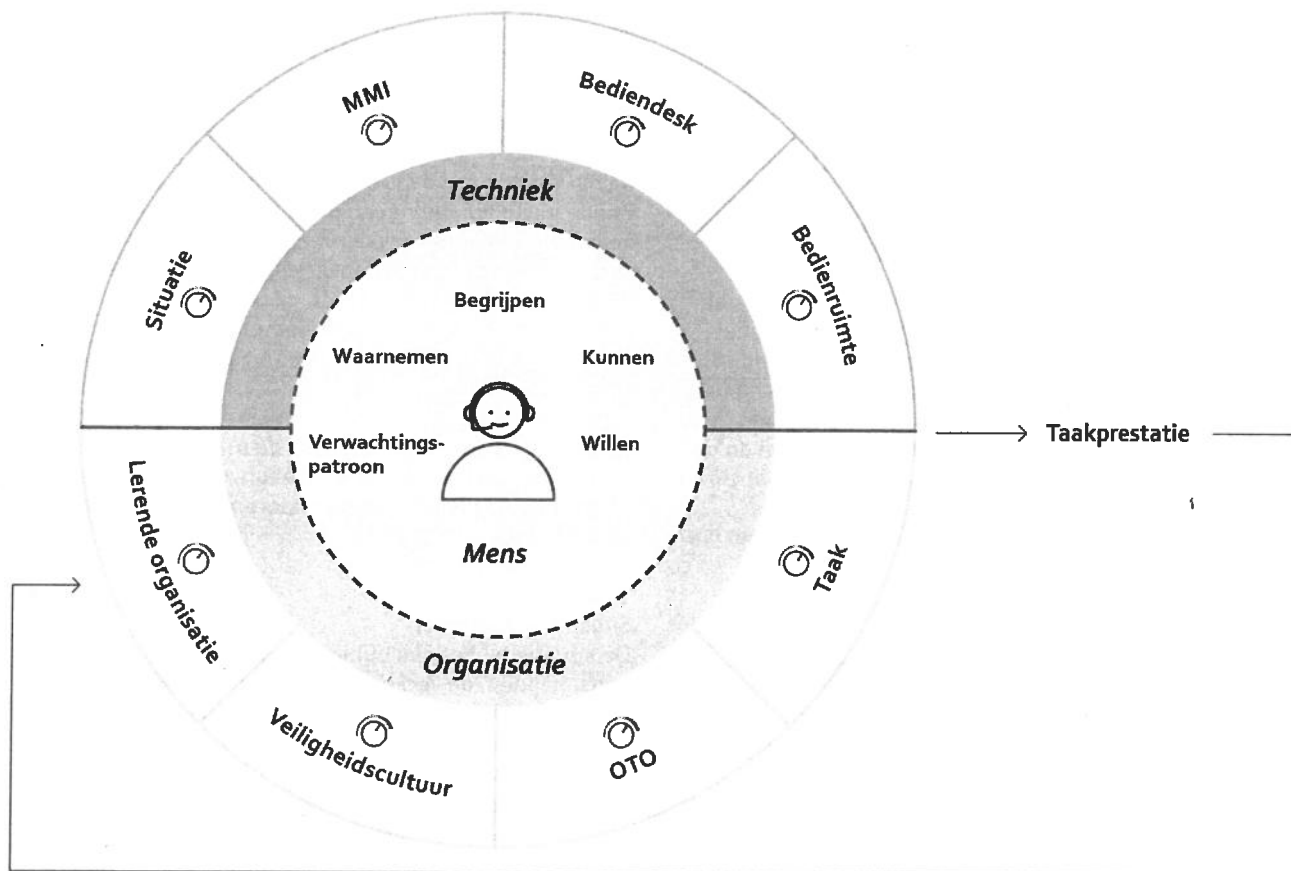 MMI
Bediendesk
Techniek
Situatie
Bedienruimte
Begrijpen
Waarnemen
Kunnen
Verwachtings-
patroon
Willen
Taakprestatie
Mens
Lerende organisatie
Taak
Organisatie
Veiligheidscultuur
OTO